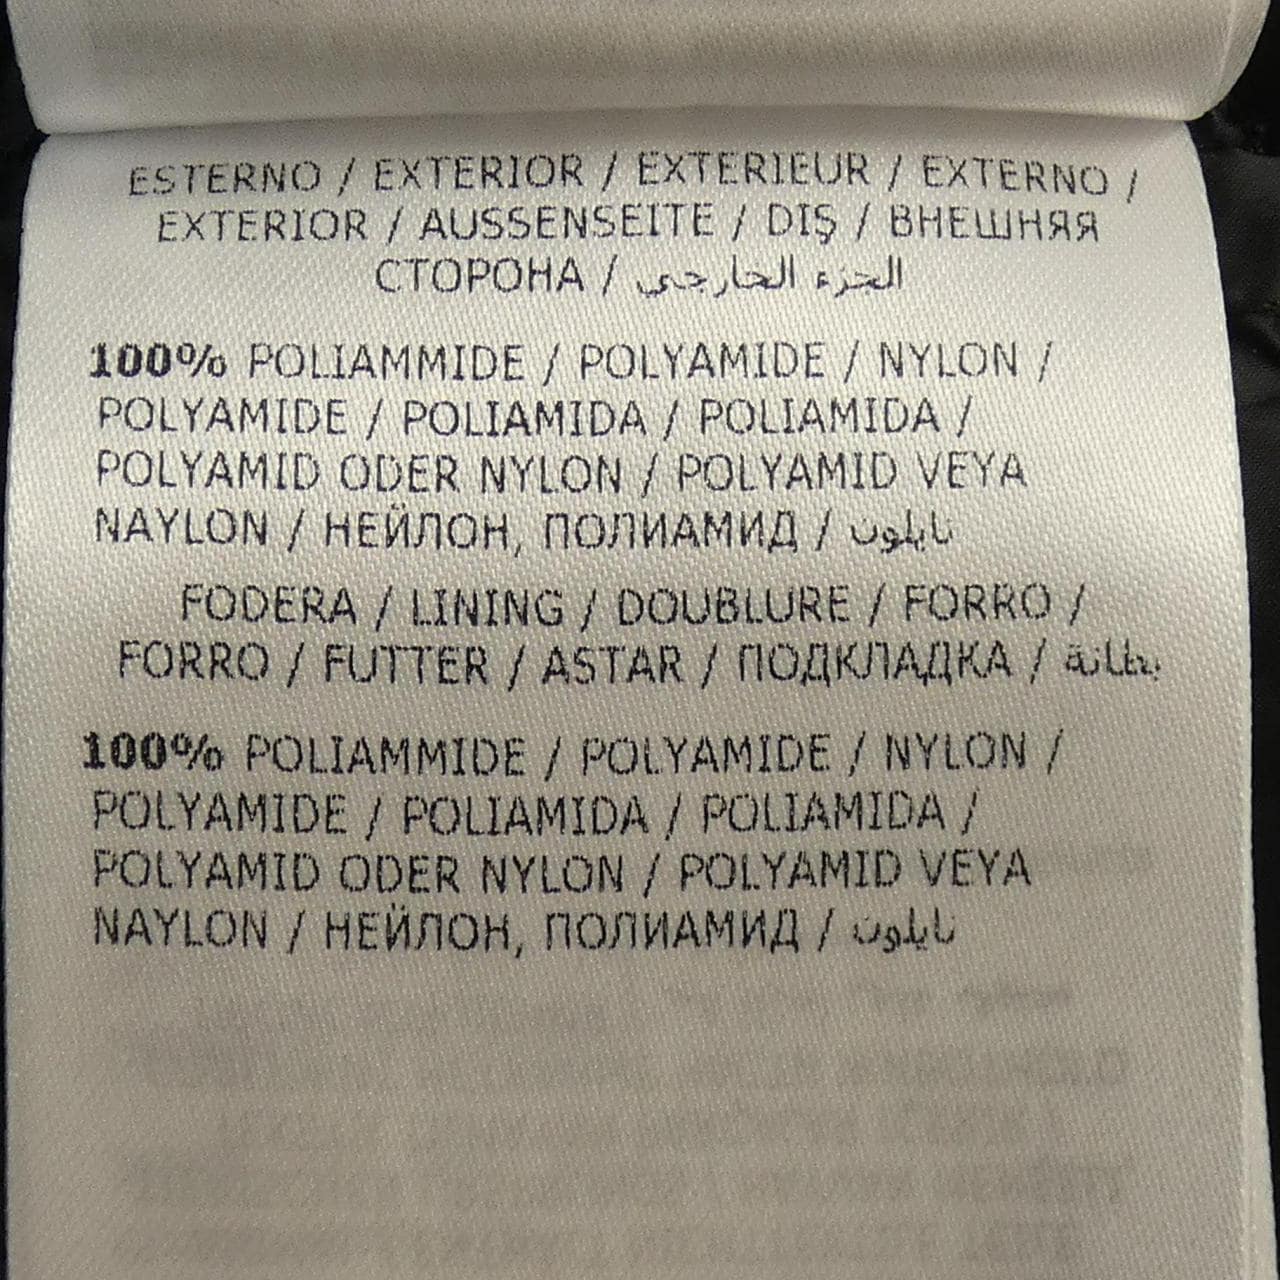 ESTERNO / EXTERIOR / EXTERIEUR / EXTERNO /
EXTERIOR / AUSSENSEITE / DIŞ / ВНЕШНЯЯ
СТОРОНА / الجزء الخارجي
100% POLIAMMIDE / POLYAMIDE / NYLON /
POLYAMIDE / POLIAMIDA / POLIAMIDA /
POLYAMID ODER NYLON / POLYAMID VEYA
NAYLON / НЕЙЛОН, ПОЛИАМИД / نايلون
FODERA / LINING / DOUBLURE / FORRO /
FORRO / FUTTER / ASTAR / ПОДКЛАДКА / بطانة
100% POLIAMMIDE / POLYAMIDE / NYLON /
POLYAMIDE / POLIAMIDA / POLIAMIDA /
POLYAMID ODER NYLON / POLYAMID VEYA
NAYLON / НЕЙЛОН, ПОЛИАМИД / نايلون